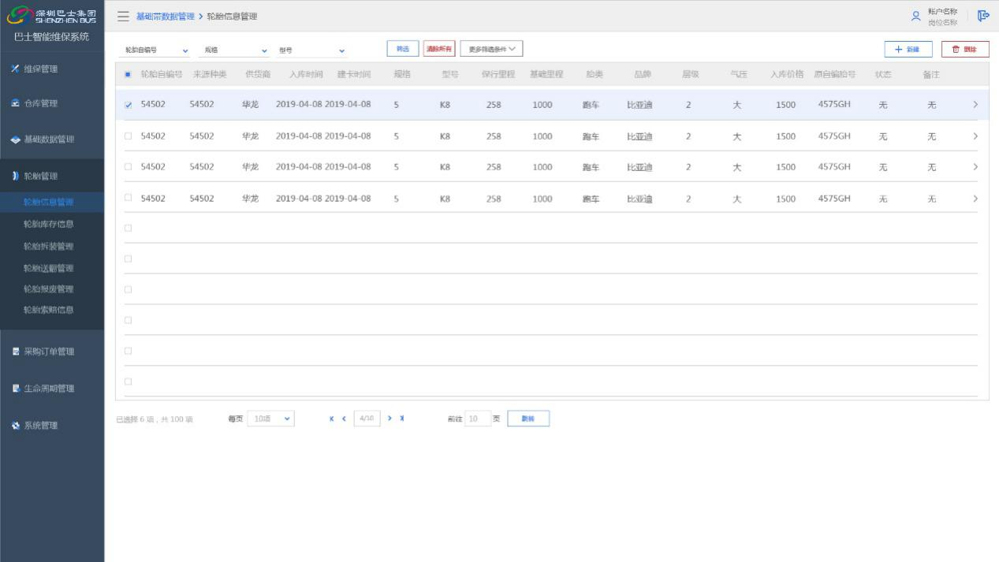 深圳巴士集团
SHENZHEN BUS
巴士智能维保系统
维保管理
仓库管理
基础数据管理
轮胎管理
轮胎信息管理
轮胎库存信息
轮胎拆装管理
轮胎送翻管理
轮胎报废管理
轮胎索赔信息
采购订单管理
生命周期管理
系统管理
基础带数据管理 > 轮胎信息管理
账户名称
岗位名称
轮胎自编号 规格 型号 筛选 清除所有 更多筛选条件 + 新建 删除
轮胎自编号 来源种类 供货商 入库时间 建卡时间 规格 型号 保行里程 基础里程 胎类 品牌 层级 气压 入库价格 原自编胎号 状态 备注
54502 54502 华龙 2019-04-08 2019-04-08 5 K8 258 1000 跑车 比亚迪 2 大 1500 4575GH 无 无
54502 54502 华龙 2019-04-08 2019-04-08 5 K8 258 1000 跑车 比亚迪 2 大 1500 4575GH 无 无
54502 54502 华龙 2019-04-08 2019-04-08 5 K8 258 1000 跑车 比亚迪 2 大 1500 4575GH 无 无
54502 54502 华龙 2019-04-08 2019-04-08 5 K8 258 1000 跑车 比亚迪 2 大 1500 4575GH 无 无
已选择 6 项，共 100 项 每页 10项 4/10 前往 10 页 跳转